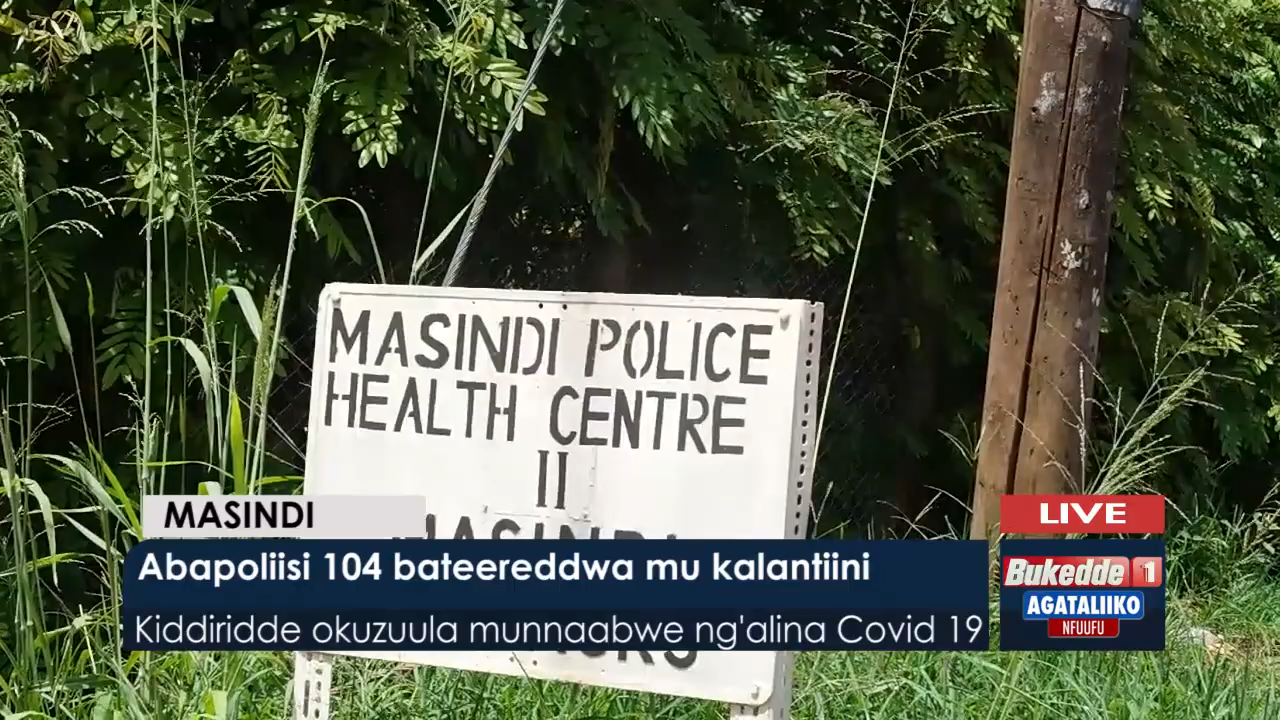 MASINDI POLICE
HEALTH CENTRE
II
MASINDI
LIVE
Abapoliisi 104 bateereddwa mu kalantiini
Kiddiridde okuzuula munnaabwe ng'alina Covid 19
Bukedde 1
AGATALIIKO
NFUUFU